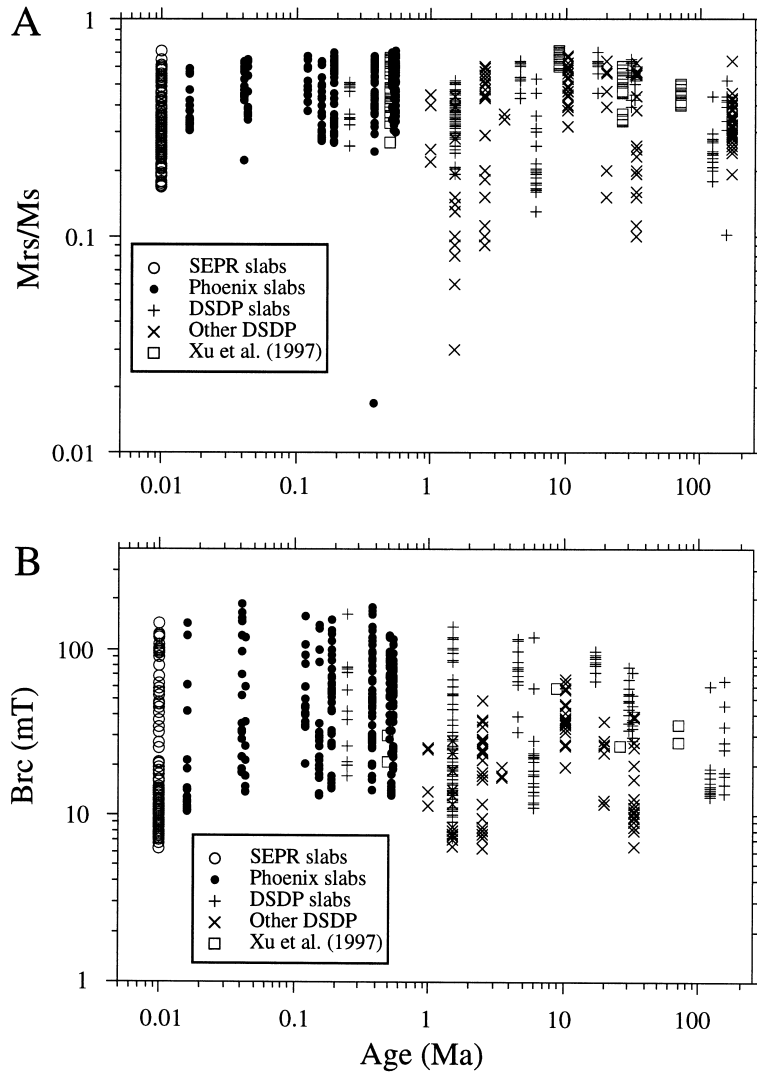 A
1
0.1
0.01
Mrs/Ms
SEPR slabs
Phoenix slabs
DSDP slabs
Other DSDP
Xu et al. (1997)
0.01 0.1 1 10 100
B
100
10
1
Brc (mT)
SEPR slabs
Phoenix slabs
DSDP slabs
Other DSDP
Xu et al. (1997)
0.01 0.1 1 10 100
Age (Ma)